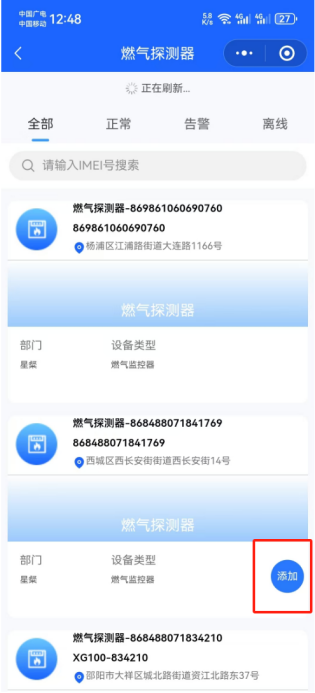 中国广电
中国移动 12:48 5.8 K/s 4G 4G 27
燃气探测器
正在刷新...
全部 正常 告警 离线
请输入IMEI号搜索
燃气探测器-869861060690760
869861060690760
杨浦区江浦路街道大连路1166号
燃气探测器
部门 设备类型
星粲 燃气监控器
燃气探测器-868488071841769
868488071841769
西城区西长安街街道西长安街14号
燃气探测器
部门 设备类型
星粲 燃气监控器
添加
燃气探测器-868488071834210
XG100-834210
邵阳市大祥区城北路街道资江北路东37号